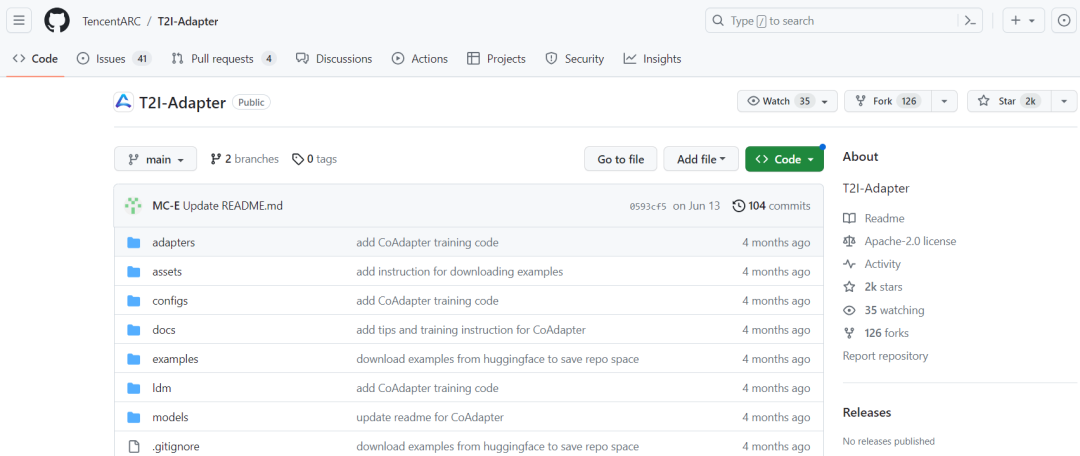 TencentARC / T2I-Adapter
Type / to search
Code Issues 41 Pull requests 4 Discussions Actions Projects Security Insights
T2I-Adapter Public
Watch 35 Fork 126 Star 2k
main 2 branches 0 tags Go to file Add file Code
MC-E Update README.md 0593cf5 on Jun 13 104 commits
adapters add CoAdapter training code 4 months ago
assets add instruction for downloading examples 4 months ago
configs add CoAdapter training code 4 months ago
docs add tips and training instruction for CoAdapter 4 months ago
examples download examples from huggingface to save repo space 4 months ago
ldm add CoAdapter training code 4 months ago
models update readme for CoAdapter 4 months ago
.gitignore download examples from huggingface to save repo space 4 months ago
About
T2I-Adapter
Readme
Apache-2.0 license
Activity
2k stars
35 watching
126 forks
Report repository
Releases
No releases published